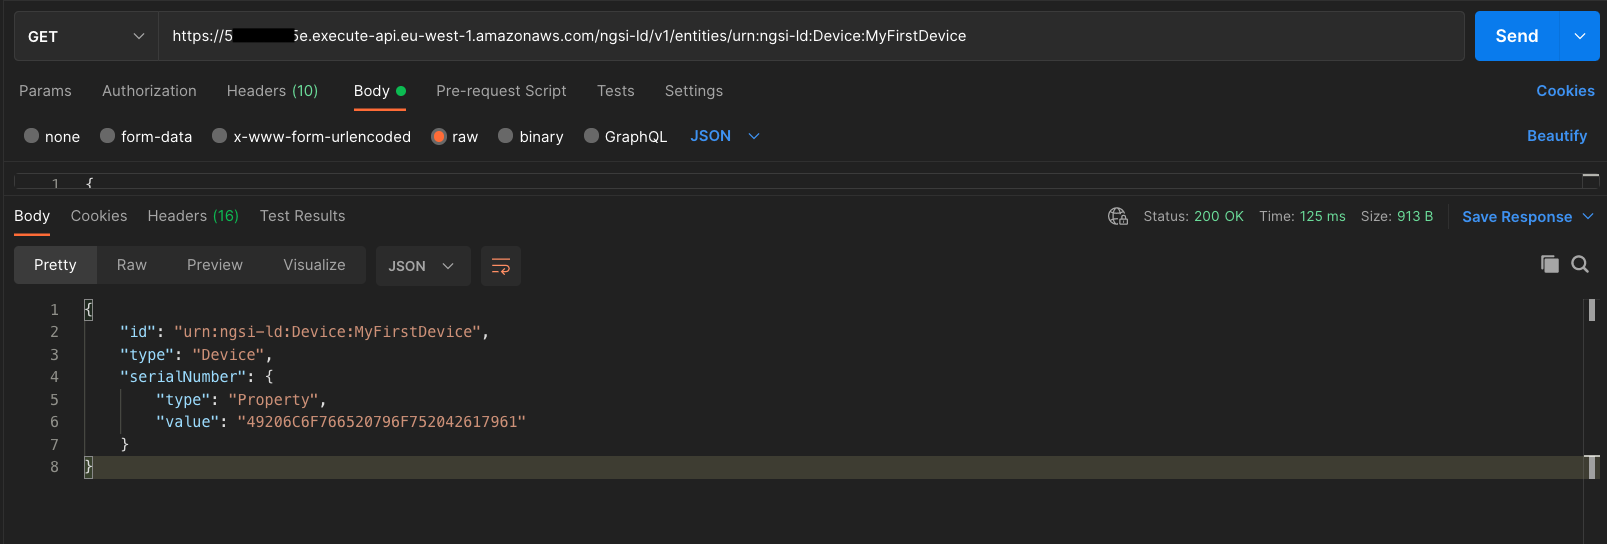 GET https://5 5e.execute-api.eu-west-1.amazonaws.com/ngsi-ld/v1/entities/urn:ngsi-ld:Device:MyFirstDevice Send
Params Authorization Headers (10) Body Pre-request Script Tests Settings Cookies
none form-data x-www-form-urlencoded raw binary GraphQL JSON Beautify
1 {
Body Cookies Headers (16) Test Results Status: 200 OK Time: 125 ms Size: 913 B Save Response
Pretty Raw Preview Visualize JSON
1 {
2 "id": "urn:ngsi-ld:Device:MyFirstDevice",
3 "type": "Device",
4 "serialNumber": {
5 "type": "Property",
6 "value": "49206C6F766520796F752042617961"
7 }
8 }